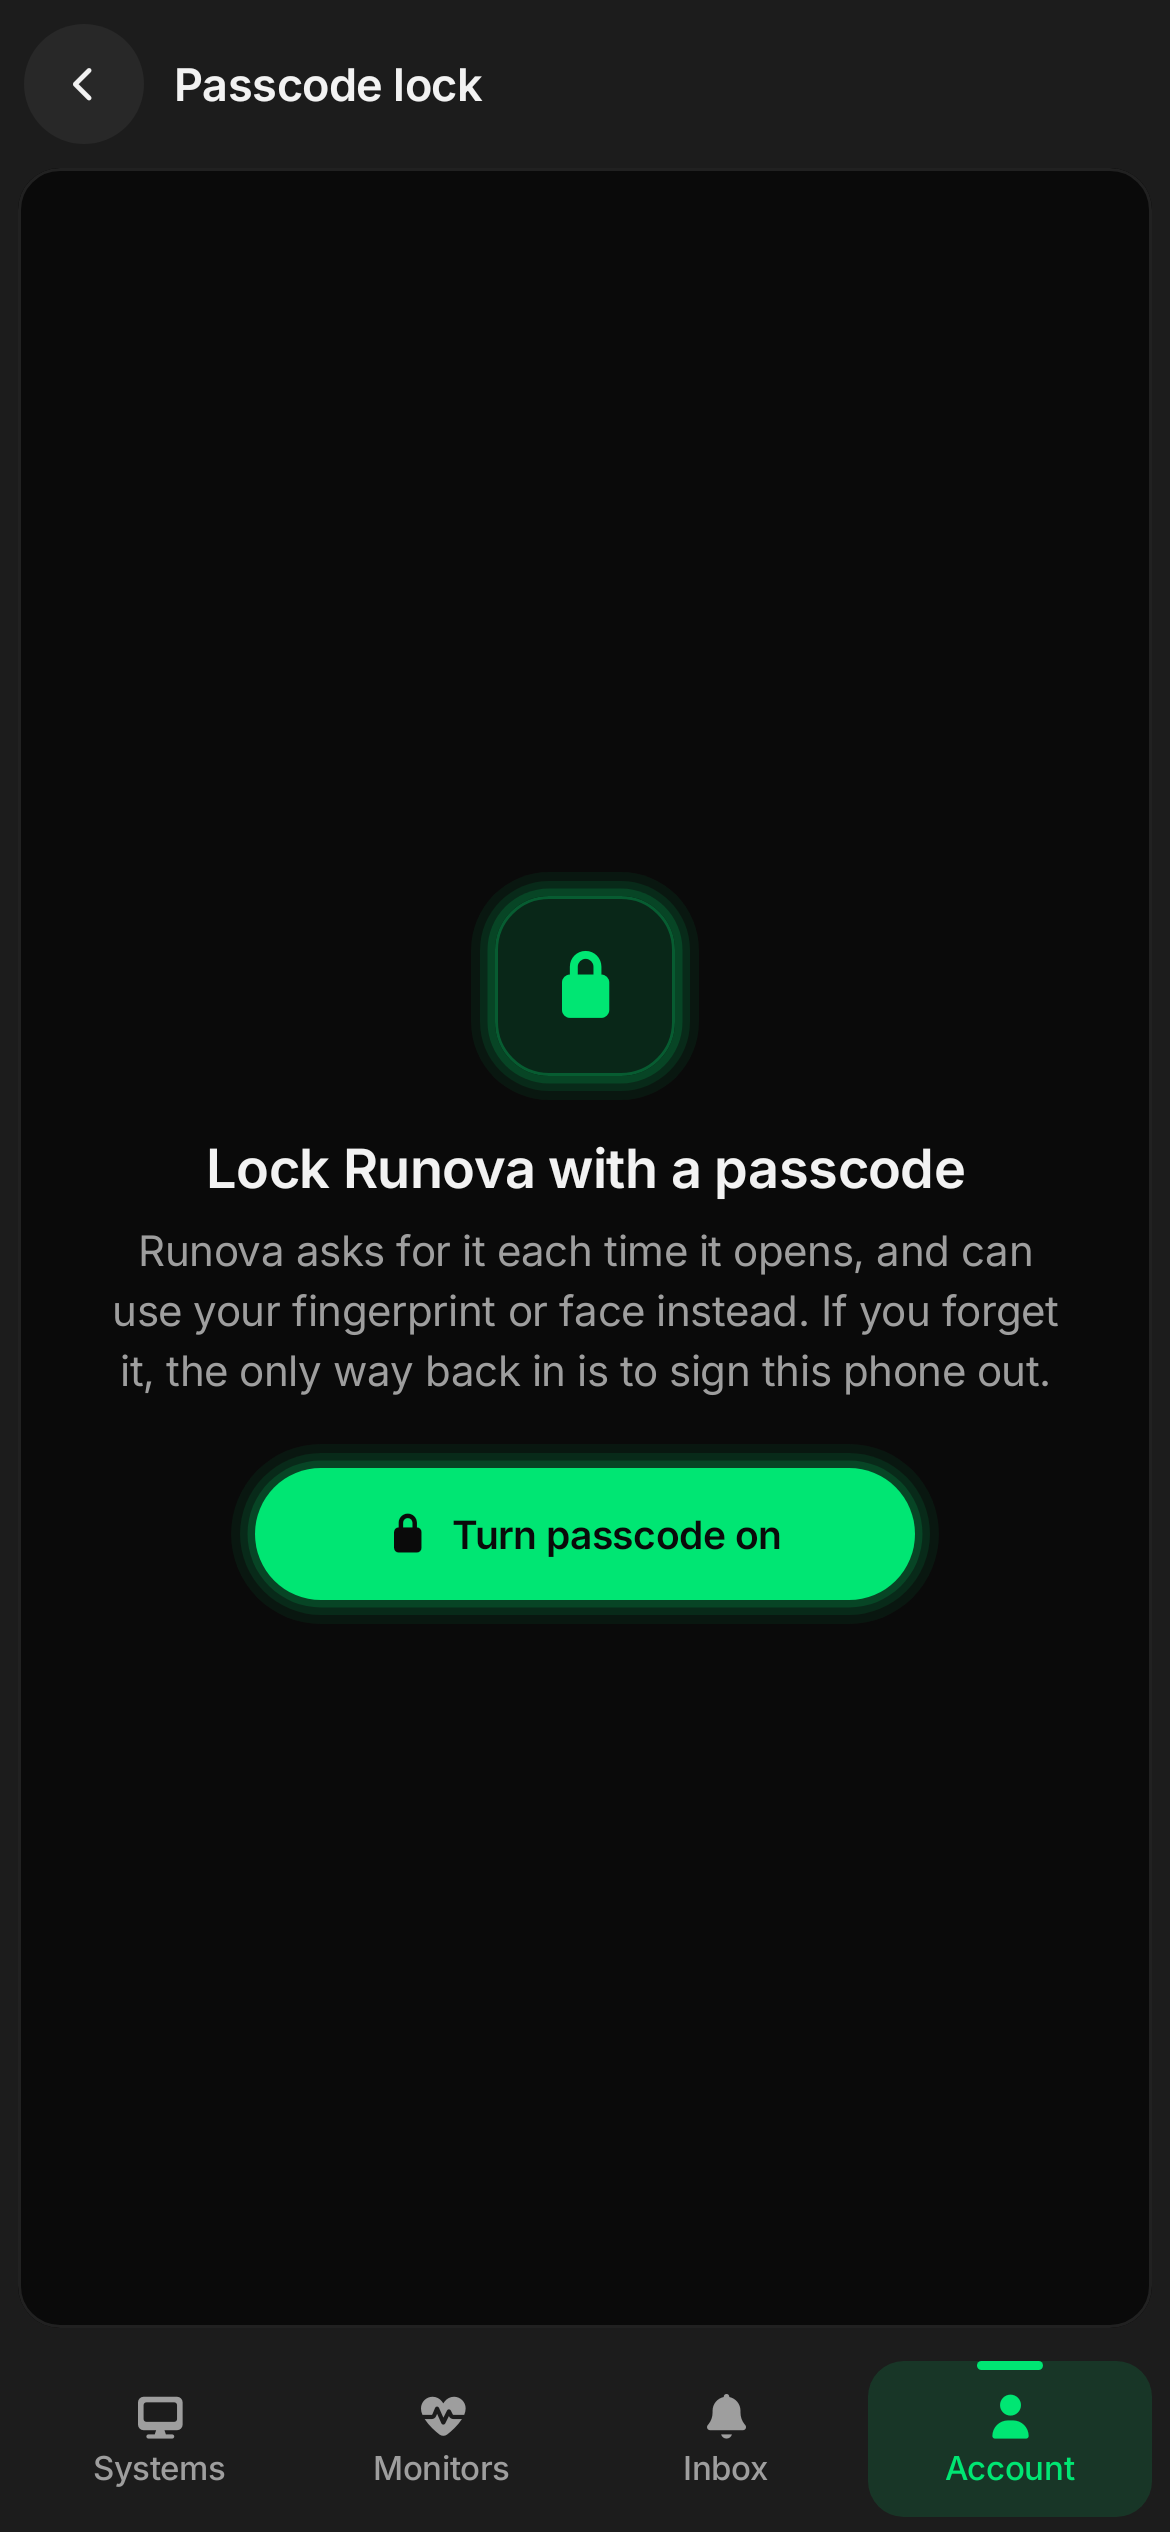 Passcode lock
Lock Runova with a passcode
Runova asks for it each time it opens, and can
use your fingerprint or face instead. If you forget
it, the only way back in is to sign this phone out.
Turn passcode on
Systems
Monitors
Inbox
Account